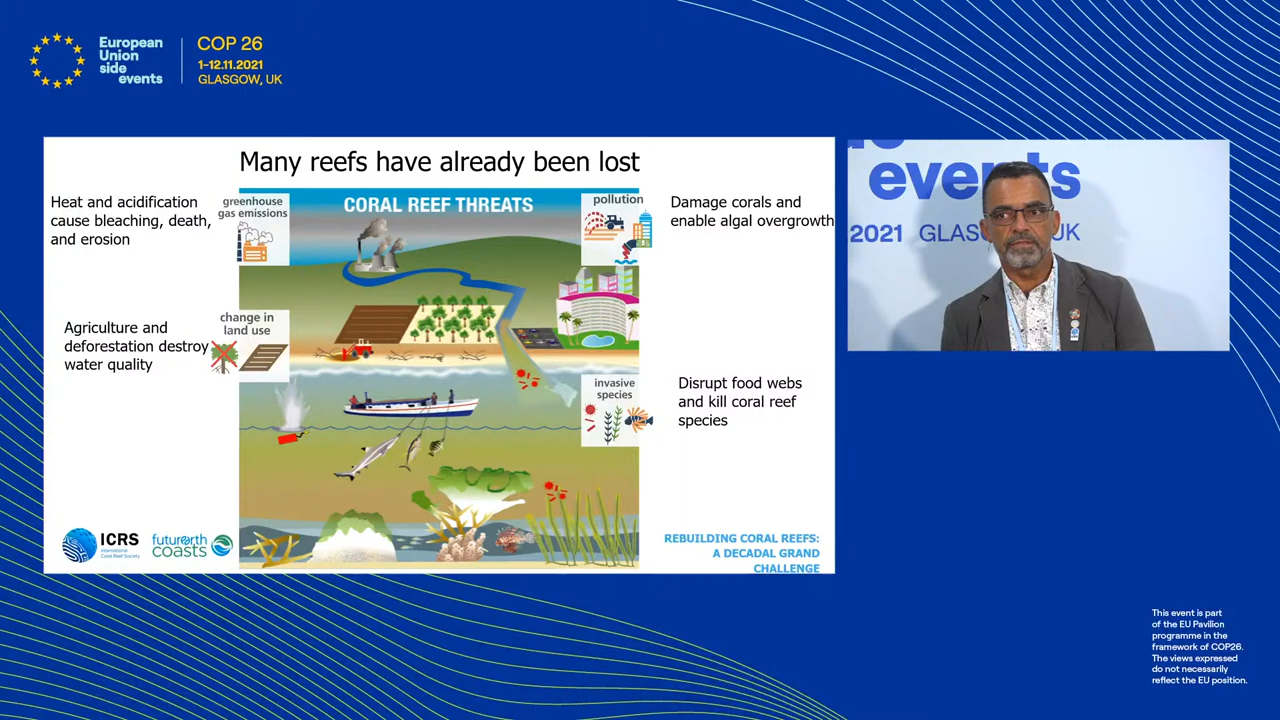 European
Union
side
events
COP 26
1-12.11.2021
GLASGOW, UK
Many reefs have already been lost
Heat and acidification
cause bleaching, death,
and erosion
greenhouse
gas emissions
CORAL REEF THREATS
pollution
Damage corals and
enable algal overgrowth
Agriculture and
deforestation destroy
water quality
change in
land use
invasive
species
Disrupt food webs
and kill coral reef
species
ICRS
International
Coral Reef Society
futurearth
coasts
REBUILDING CORAL REEFS:
A DECADAL GRAND
CHALLENGE
events
2021 GLAS UK
This event is part
of the EU Pavilion
programme in the
framework of COP26.
The views expressed
do not necessarily
reflect the EU position.